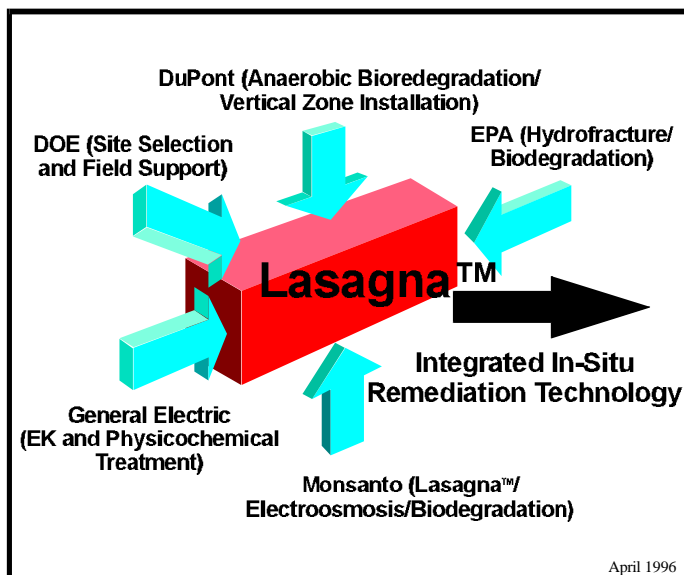 DuPont (Anaerobic Bioredegradation/
Vertical Zone Installation)
DOE (Site Selection
and Field Support)
EPA (Hydrofracture/
Biodegradation)
Lasagna™
Integrated In-Situ
Remediation Technology
General Electric
(EK and Physicochemical
Treatment)
Monsanto (Lasagna™/
Electroosmosis/Biodegradation)
April 1996